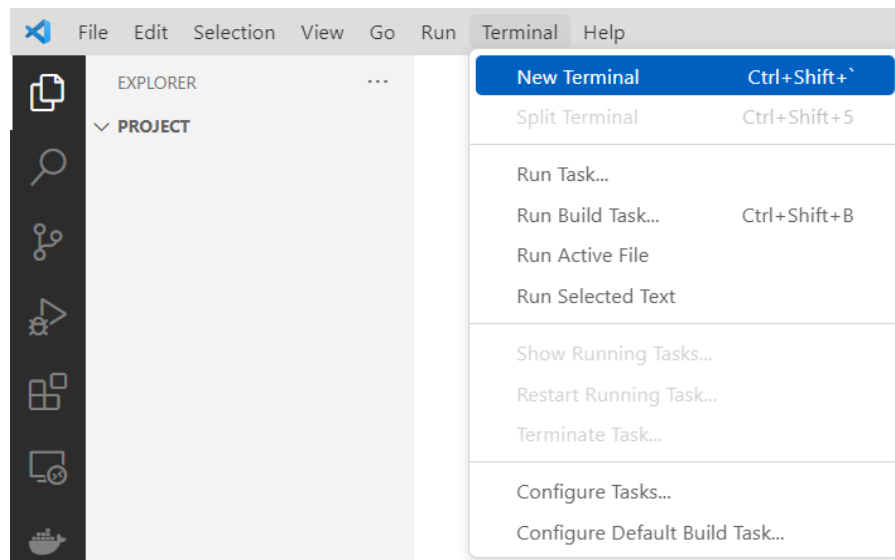 File Edit Selection View Go Run Terminal Help
EXPLORER ...
PROJECT
New Terminal Ctrl+Shift+`
Split Terminal Ctrl+Shift+5
Run Task...
Run Build Task... Ctrl+Shift+B
Run Active File
Run Selected Text
Show Running Tasks...
Restart Running Task...
Terminate Task...
Configure Tasks...
Configure Default Build Task...